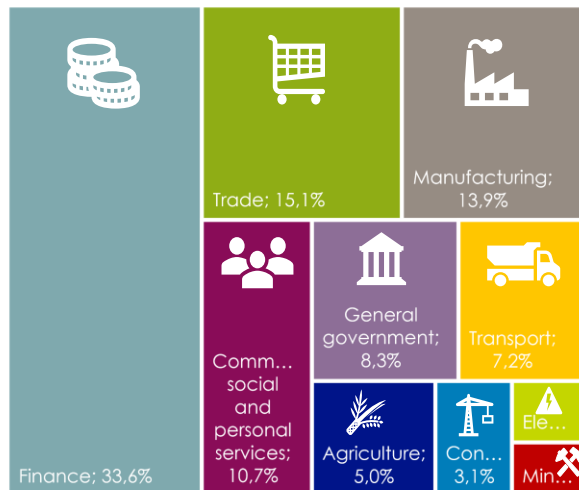 Trade; 15,1%
Manufacturing;
13,9%
Finance; 33,6%
Comm…
social
and
personal
services;
10,7%
General
government;
8,3%
Transport;
7,2%
Agriculture;
5,0%
Con…
3,1%
Ele…
Min…